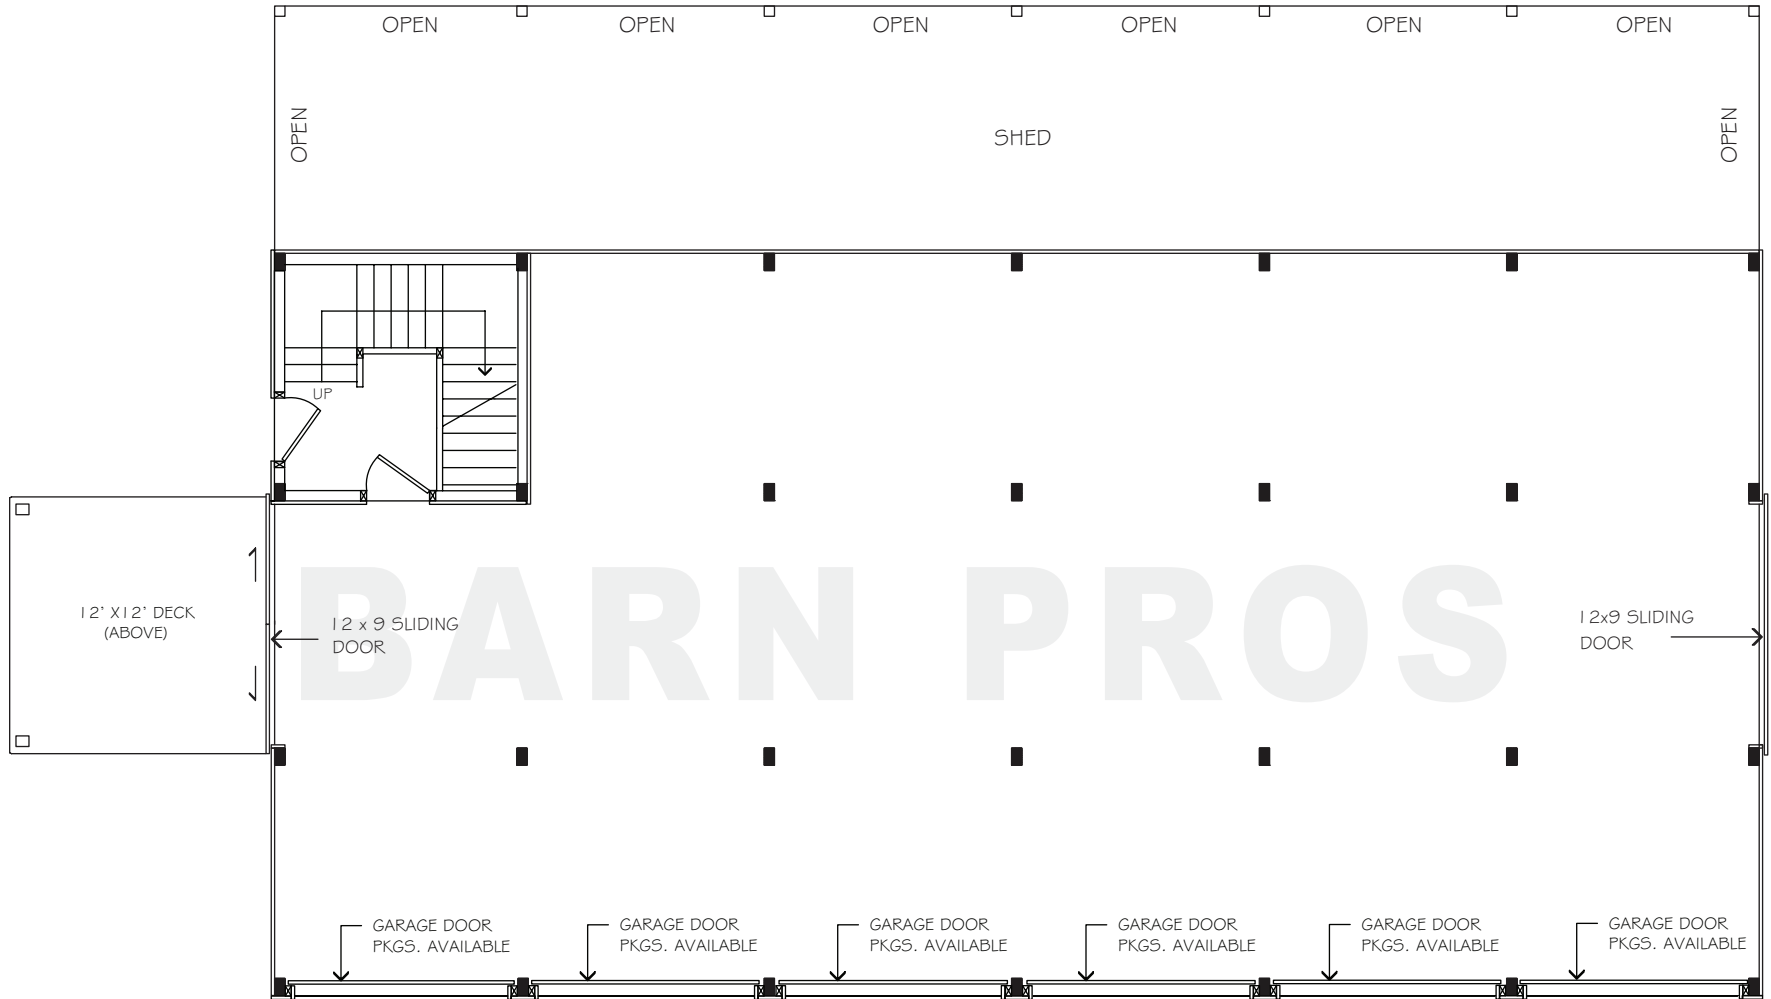 OPEN OPEN OPEN OPEN OPEN OPEN
OPEN
SHED
OPEN
UP
12' X12' DECK
(ABOVE)
12 x 9 SLIDING
DOOR
BARN PROS
12x9 SLIDING
DOOR
GARAGE DOOR
PKGS. AVAILABLE
GARAGE DOOR
PKGS. AVAILABLE
GARAGE DOOR
PKGS. AVAILABLE
GARAGE DOOR
PKGS. AVAILABLE
GARAGE DOOR
PKGS. AVAILABLE
GARAGE DOOR
PKGS. AVAILABLE